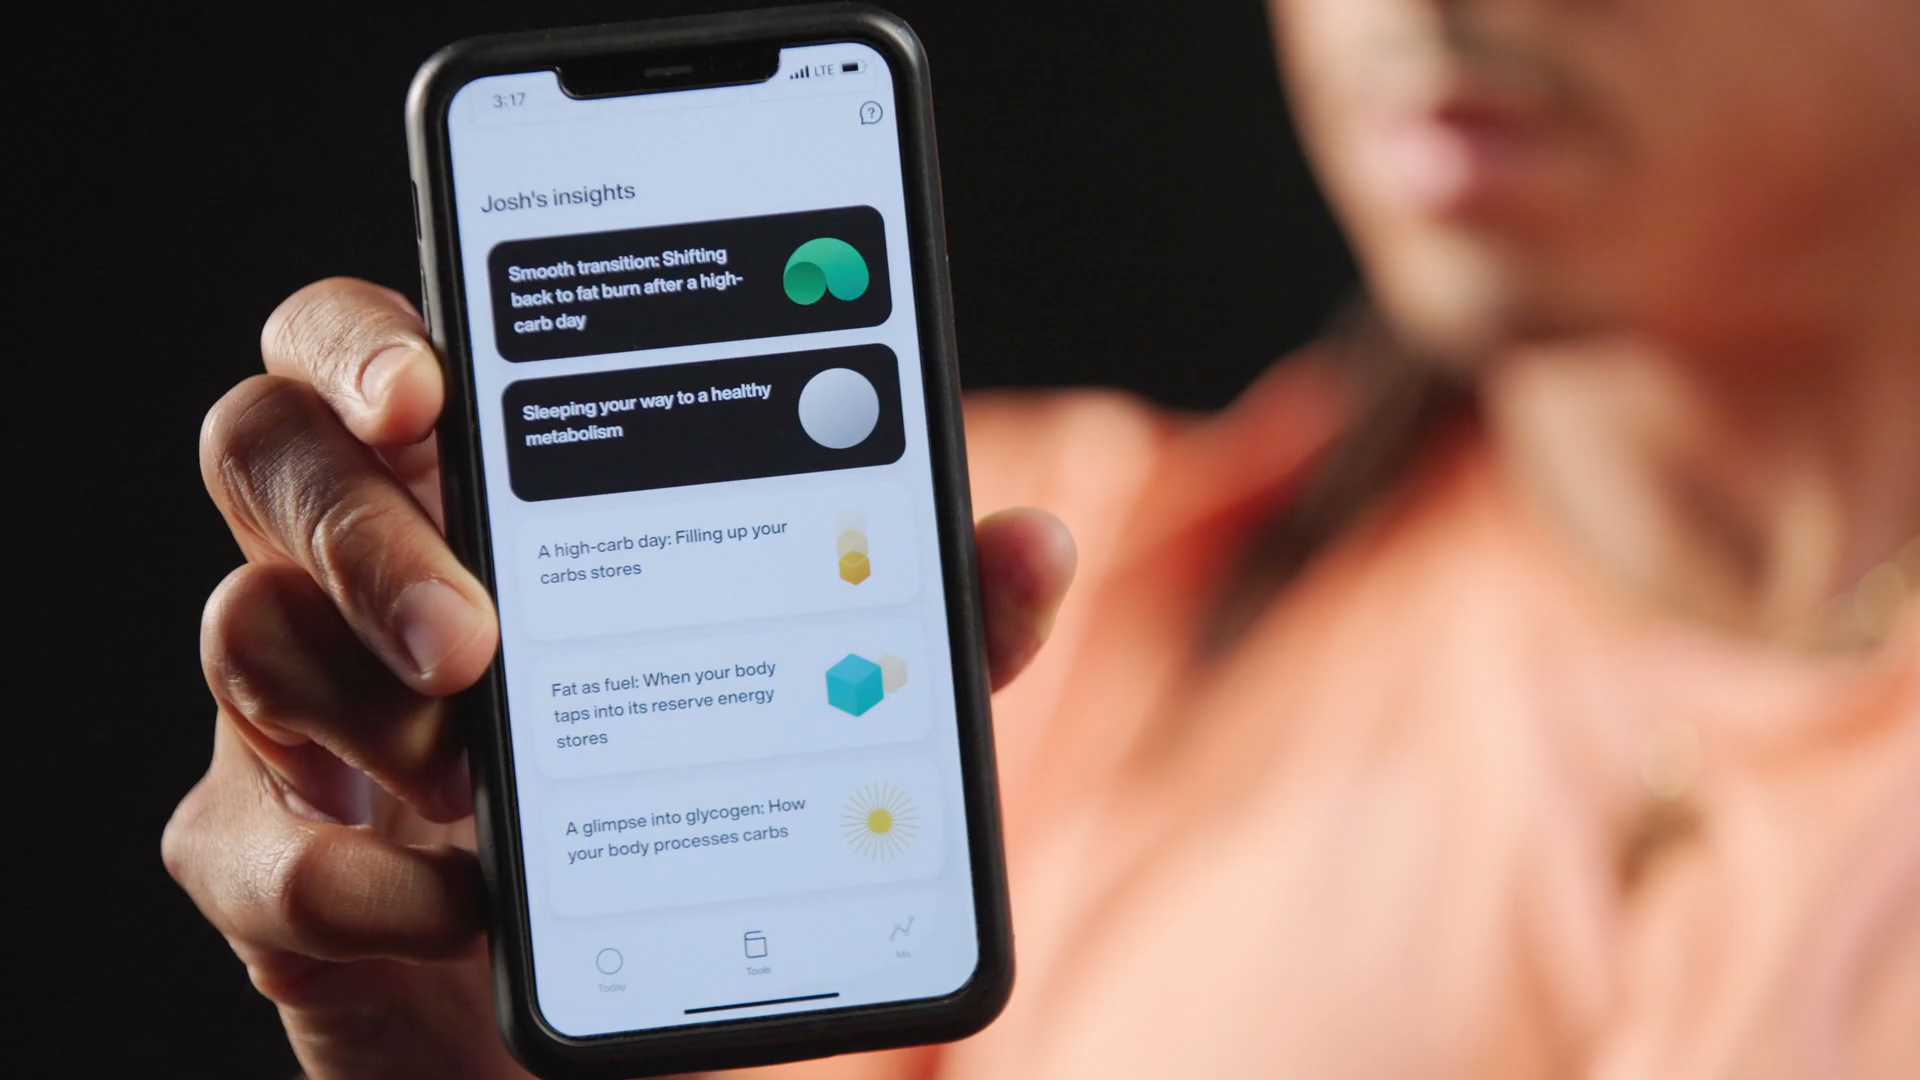 3:17
LTE
?
Josh's insights
Smooth transition: Shifting
back to fat burn after a high-
carb day
Sleeping your way to a healthy
metabolism
A high-carb day: Filling up your
carbs stores
Fat as fuel: When your body
taps into its reserve energy
stores
A glimpse into glycogen: How
your body processes carbs
Today
Tools
Me